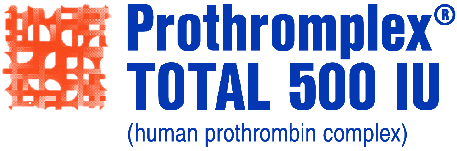 Prothromplex®
TOTAL 500 IU
(human prothrombin complex)